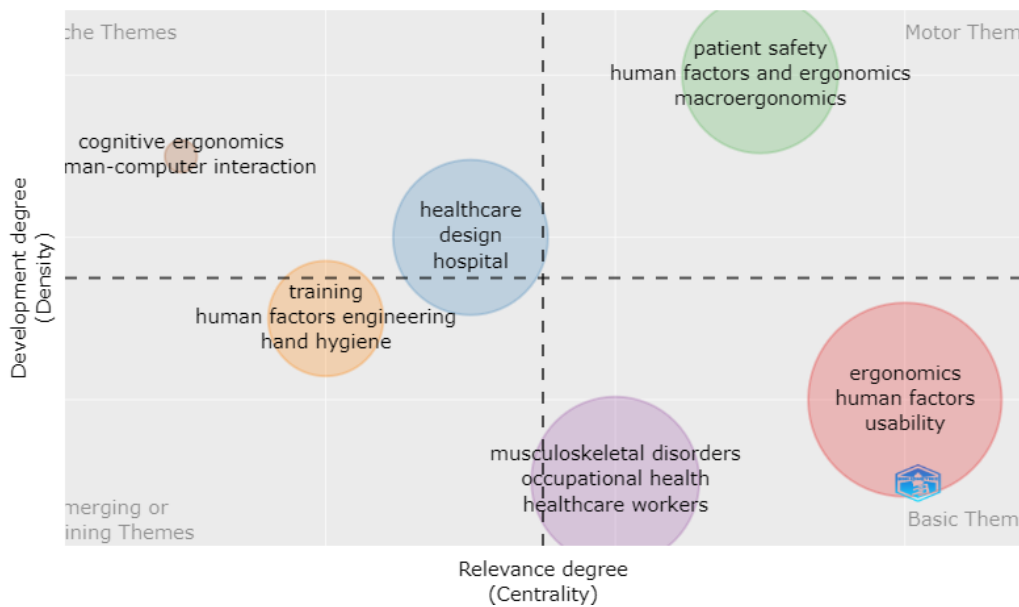 che Themes
Motor Them
patient safety
human factors and ergonomics
macroergonomics
cognitive ergonomics
man-computer interaction
healthcare
design
hospital
training
human factors engineering
hand hygiene
ergonomics
human factors
usability
musculoskeletal disorders
occupational health
healthcare workers
merging or
ining Themes
Basic Them
Development degree
(Density)
Relevance degree
(Centrality)